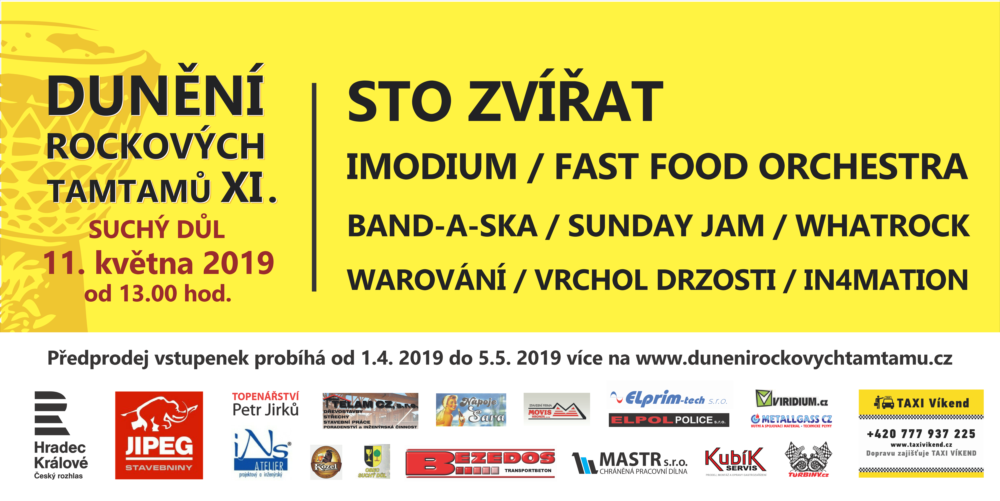 DUNĚNÍ
ROCKOVÝCH
TAMTAMŮ XI.
SUCHÝ DŮL
11. května 2019
od 13.00 hod.
STO ZVÍŘAT
IMODIUM / FAST FOOD ORCHESTRA
BAND-A-SKA / SUNDAY JAM / WHATROCK
WAROVÁNÍ / VRCHOL DRZOSTI / IN4MATION
Předprodej vstupenek probíhá od 1.4. 2019 do 5.5. 2019 více na www.dunenirockovychtamtamu.cz
Hradec
Králové
Český rozhlas
JIPEG
STAVEBNINY
TOPENÁŘSTVÍ
Petr Jirků
iNs®
ATELIER
projektový a inženýrský
TELAM CZ, s.r.o.
DŘEVOSTAVBY
STŘECHY
STAVEBNÍ PRÁCE
PORADENSTVÍ a INŽENÝRSKÁ ČINNOST
Nápoje
Šára
STAVEBNÍ FIRMA
MOVIS
HRONOV, s.r.o.
ELprim-tech s.r.o.
ELPOL POLICE s.r.o.
VIRIDIUM.cz
METALLGASS CZ
HUTNÍ A SPOJOVACÍ MATERIÁL • TECHNICKÉ PLYNY
Kozel
OBEC
SUCHÝ DŮL
BEZEDOS
TRANSPORTBETON
MASTR s.r.o.
CHRÁNĚNÁ PRACOVNÍ DÍLNA
KubíK
SERVIS
PRODEJ, MONTÁŽ A OPRAVY GASTROZAŘÍZENÍ
TURBINY.cz
TAXI
TAXI Víkend
+420 777 937 225
www.taxivikend.cz
Dopravu zajišťuje TAXI VÍKEND